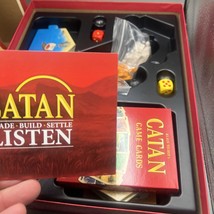 CATAN
ADE · BUILD · SETTLE
LISTEN
CATAN
GAME CARDS